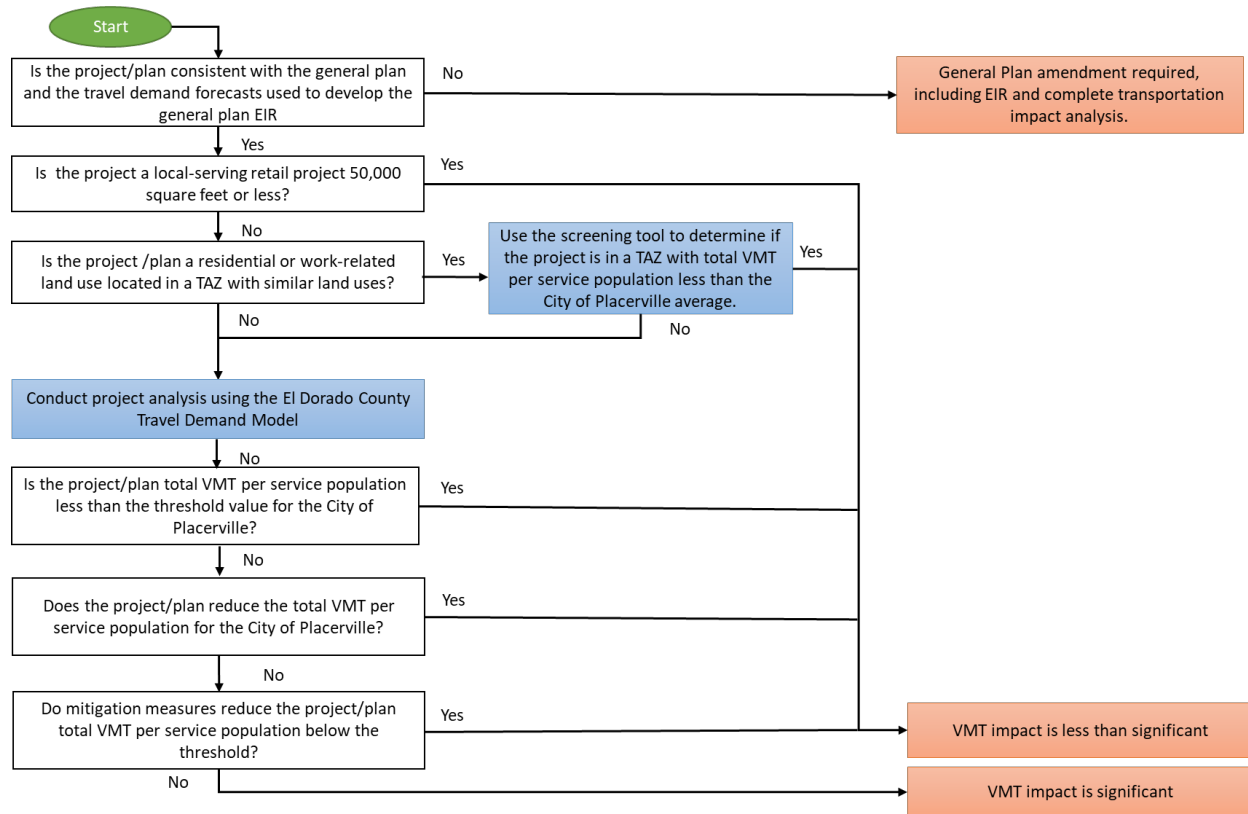 Start
Is the project/plan consistent with the general plan
and the travel demand forecasts used to develop the
general plan EIR
No
General Plan amendment required,
including EIR and complete transportation
impact analysis.
Yes
Is  the project a local-serving retail project 50,000
square feet or less?
Yes
No
Is the project /plan a residential or work-related
land use located in a TAZ with similar land uses?
Yes
Use the screening tool to determine if
the project is in a TAZ with total VMT
per service population less than the
City of Placerville average.
Yes
No
No
Conduct project analysis using the El Dorado County
Travel Demand Model
No
Is the project/plan total VMT per service population
less than the threshold value for the City of
Placerville?
Yes
No
Does the project/plan reduce the total VMT per
service population for the City of Placerville?
Yes
No
Do mitigation measures reduce the project/plan
total VMT per service population below the
threshold?
Yes
VMT impact is less than significant
No
VMT impact is significant